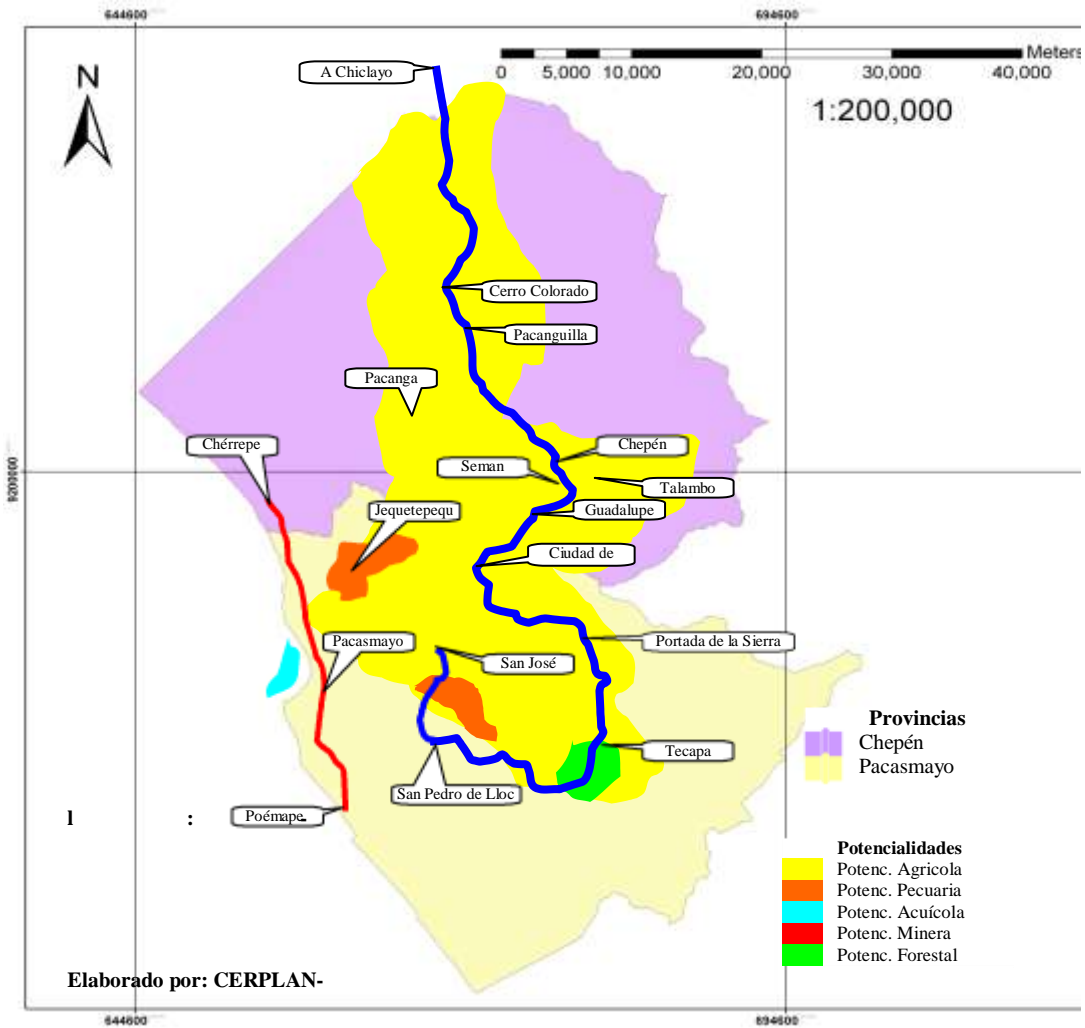 644600
694600
A Chiclayo
N
Meters
0 5,000 10,000 20,000 30,000 40,000
1:200,000
Cerro Colorado
Pacanguilla
Pacanga
Chérrepe
Chepén
Seman
Talambo
9200000
Jequetepequ
Guadalupe
Ciudad de
Pacasmayo
San José
Portada de la Sierra
Provincias
Chepén
Pacasmayo
Tecapa
San Pedro de Lloc
Poémape
l :
Potencialidades
Potenc. Agricola
Potenc. Pecuaria
Potenc. Acuícola
Potenc. Minera
Potenc. Forestal
Elaborado por: CERPLAN-
644600
694600